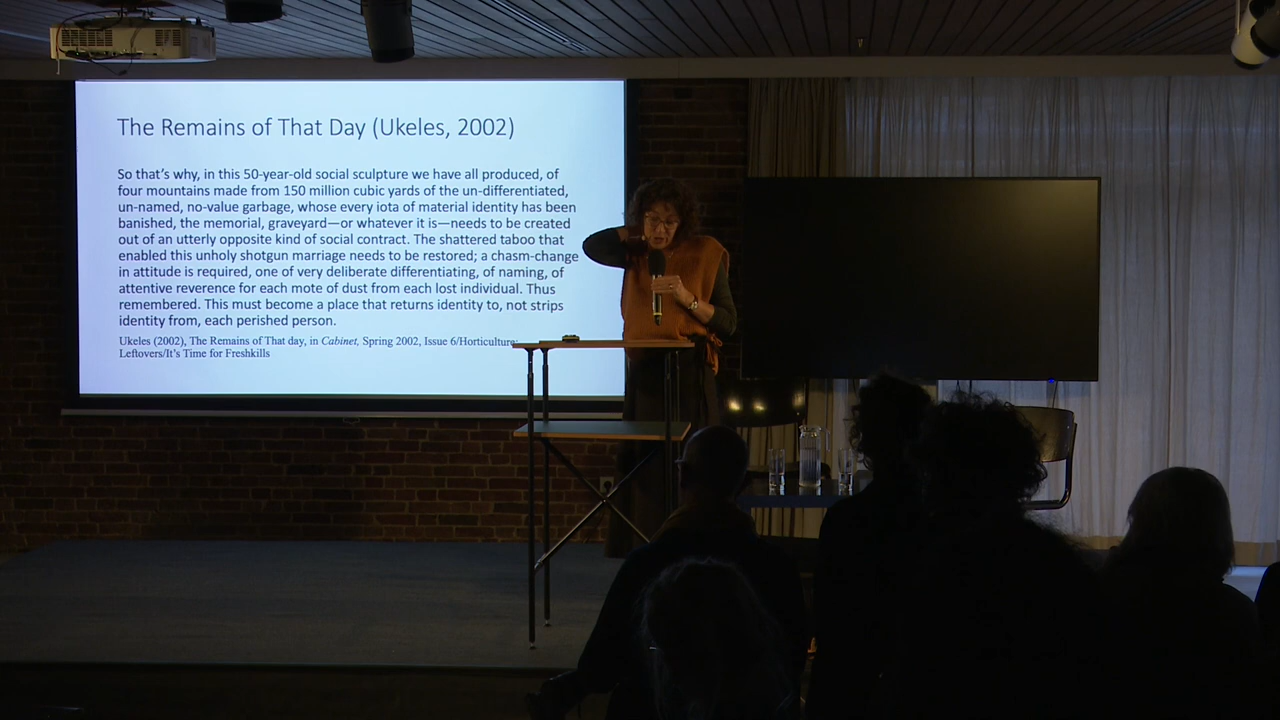 The Remains of That Day (Ukeles, 2002)
So that's why, in this 50-year-old social sculpture we have all produced, of
four mountains made from 150 million cubic yards of the un-differentiated,
un-named, no-value garbage, whose every iota of material identity has been
banished, the memorial, graveyard—or whatever it is—needs to be created
out of an utterly opposite kind of social contract. The shattered taboo that
enabled this unholy shotgun marriage needs to be restored; a chasm-change
in attitude is required, one of very deliberate differentiating, of naming, of
attentive reverence for each mote of dust from each lost individual. Thus
remembered. This must become a place that returns identity to, not strips
identity from, each perished person.
Ukeles (2002), The Remains of That day, in Cabinet, Spring 2002, Issue 6/Horticulture:
Leftovers/It's Time for Freshkills